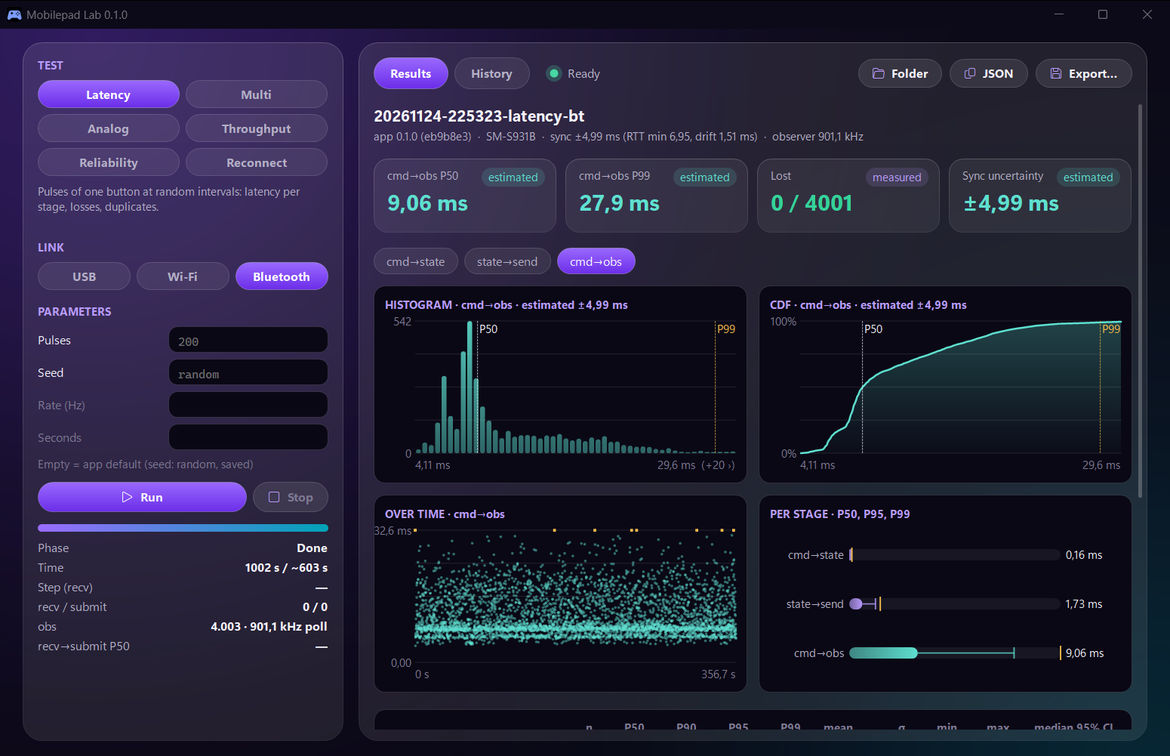 Mobilepad Lab 0.1.0
TEST
Latency
Multi
Analog
Throughput
Reliability
Reconnect
Pulses of one button at random intervals: latency per
stage, losses, duplicates.
LINK
USB
Wi-Fi
Bluetooth
PARAMETERS
Pulses 200
Seed random
Rate (Hz)
Seconds
Empty = app default (seed: random, saved)
Run
Stop
Phase Done
Time 1002 s / ~603 s
Step (recv) —
recv / submit 0 / 0
obs 4.003 · 901,1 kHz poll
recv→submit P50 —
Results
History
Ready
Folder
JSON
Export...
20261124-225323-latency-bt
app 0.1.0 (eb9b8e3) · SM-S931B · sync ±4,99 ms (RTT min 6,95, drift 1,51 ms) · observer 901,1 kHz
cmd→obs P50 estimated
9,06 ms
cmd→obs P99 estimated
27,9 ms
Lost measured
0 / 4001
Sync uncertainty estimated
±4,99 ms
cmd→state
state→send
cmd→obs
HISTOGRAM · cmd→obs · estimated ±4,99 ms
542
P50
P99
0
4,11 ms
29,6 ms (+20 ›)
CDF · cmd→obs · estimated ±4,99 ms
100%
P50
P99
0%
4,11 ms
29,6 ms
OVER TIME · cmd→obs
32,6 ms
0,00
0 s
356,7 s
PER STAGE · P50, P95, P99
cmd→state 0,16 ms
state→send 1,73 ms
cmd→obs 9,06 ms
n P50 P90 P95 P99 mean σ min max median 95% CI